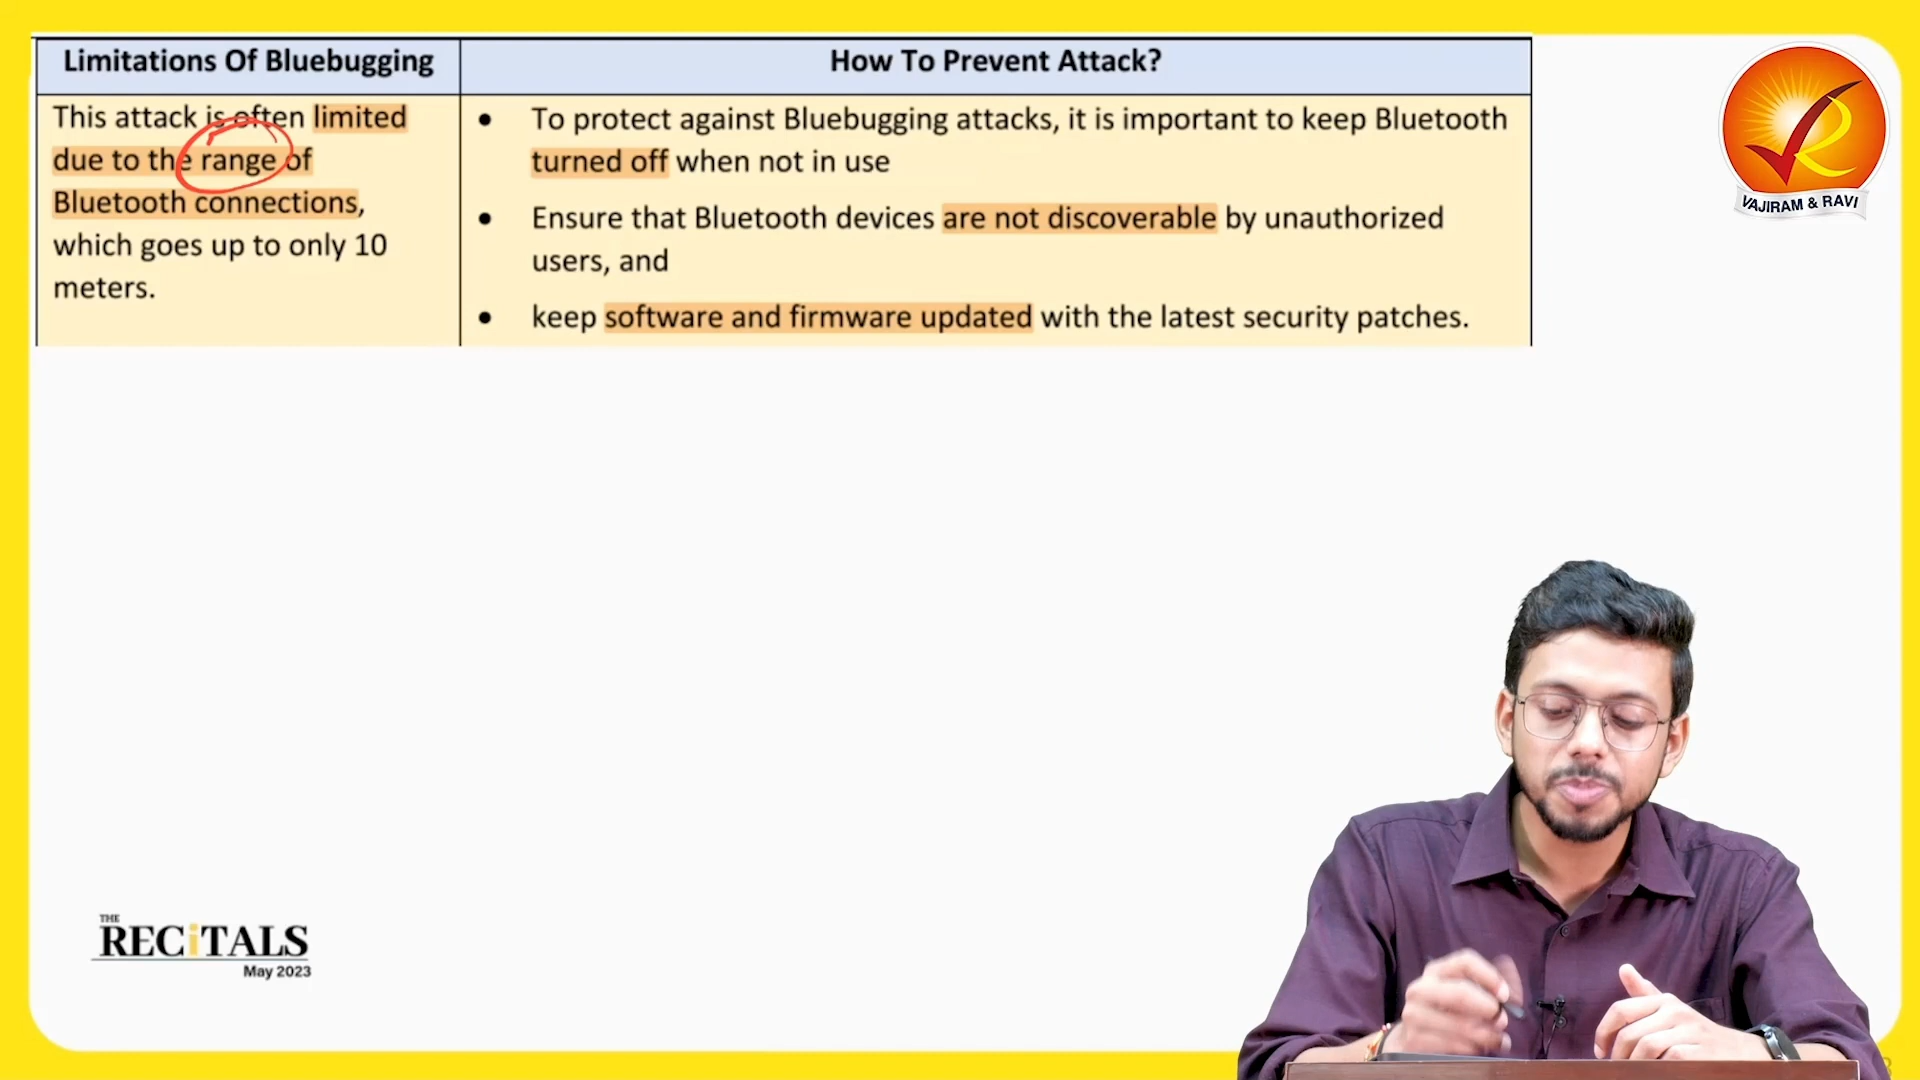 Limitations Of Bluebugging
How To Prevent Attack?
This attack is often limited
due to the range of
Bluetooth connections,
which goes up to only 10
meters.
• To protect against Bluebugging attacks, it is important to keep Bluetooth
turned off when not in use
• Ensure that Bluetooth devices are not discoverable by unauthorized
users, and
• keep software and firmware updated with the latest security patches.
VAJIRAM & RAVI
THE
RECiTALS
May 2023